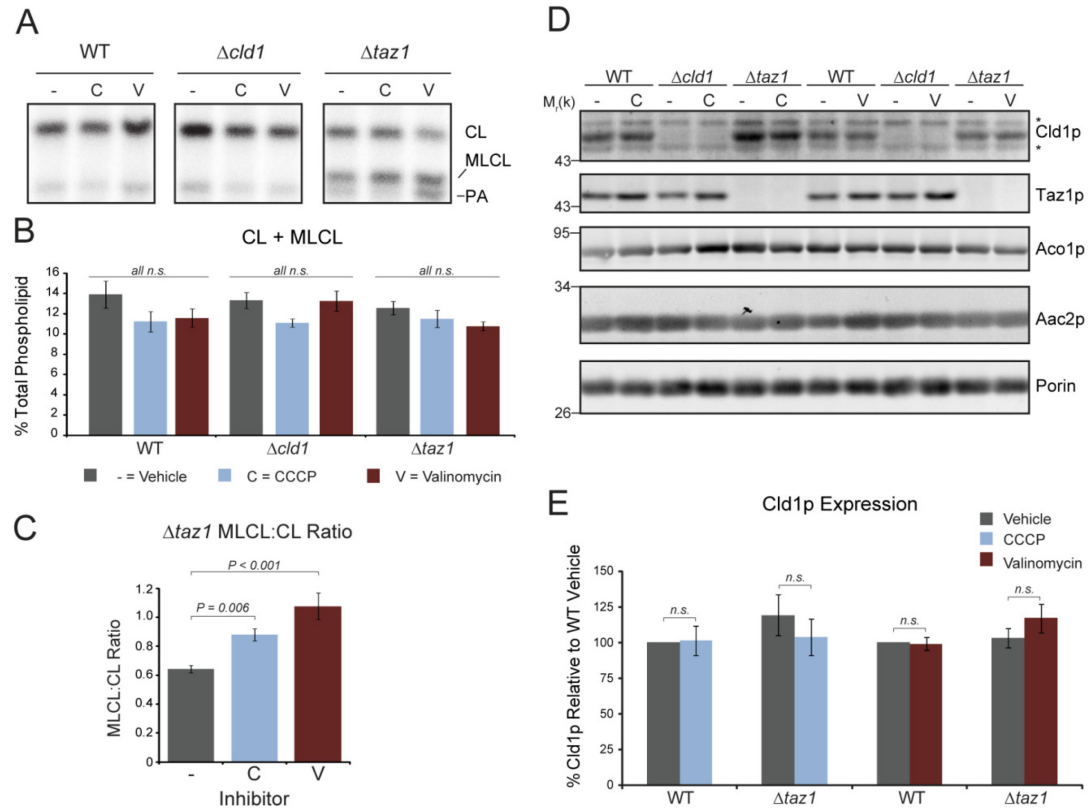 A
WT Δcld1 Δtaz1
- C V - C V - C V
CL
MLCL
PA
B
CL + MLCL
all n.s. all n.s. all n.s.
% Total Phospholipid
16
14
12
10
8
6
4
2
0
WT Δcld1 Δtaz1
- = Vehicle C = CCCP V = Valinomycin
C
Δtaz1 MLCL:CL Ratio
P < 0.001
P = 0.006
MLCL:CL Ratio
1.2
1
0.8
0.6
0.4
0.2
0
- C V
Inhibitor
D
WT Δcld1 Δtaz1 WT Δcld1 Δtaz1
Mr(k) - C - C - C - V - V - V
*
Cld1p
*
43
Taz1p
43
95
Aco1p
34
Aac2p
Porin
26
E
Cld1p Expression
Vehicle
CCCP
Valinomycin
n.s. n.s. n.s. n.s.
% Cld1p Relative to WT Vehicle
150
125
100
75
50
25
0
WT Δtaz1 WT Δtaz1